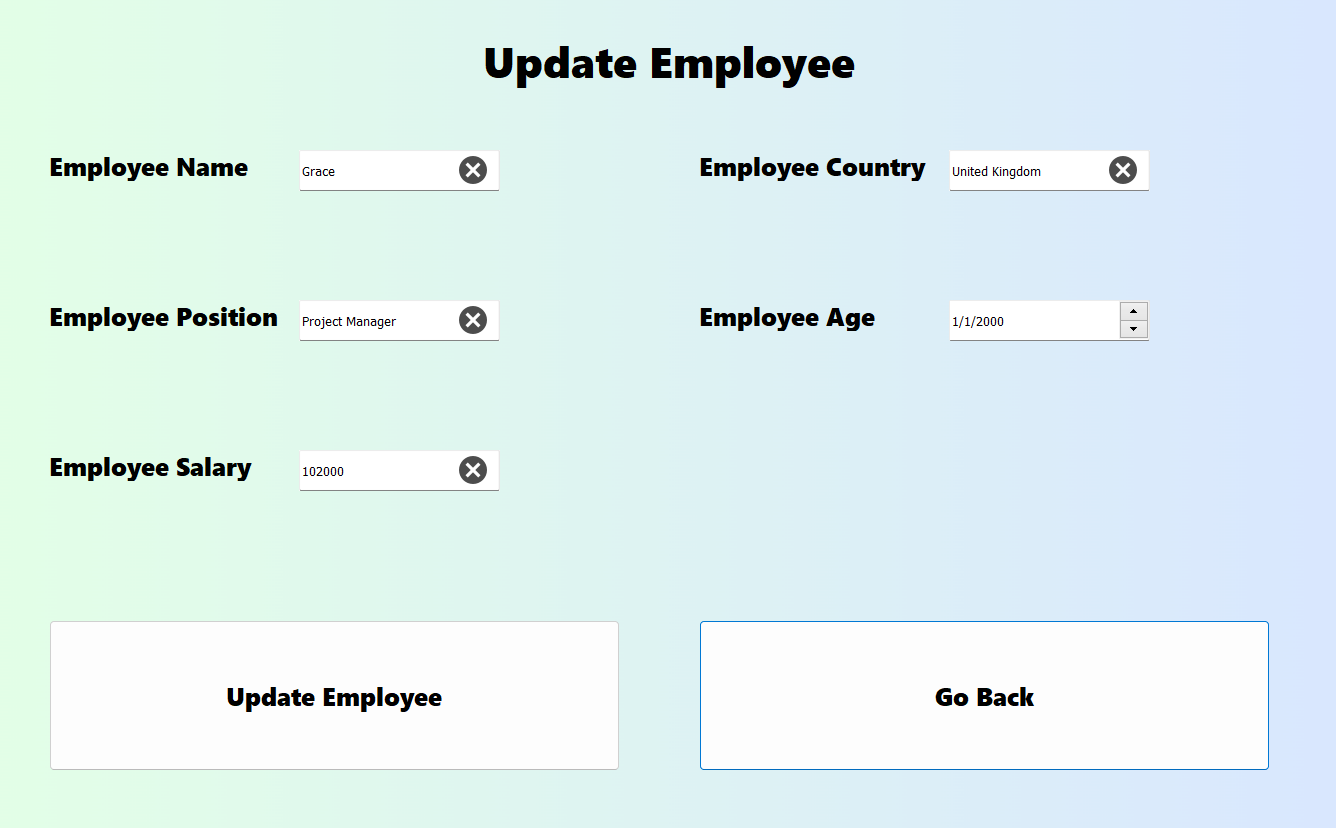 Update Employee
Employee Name
Grace
Employee Country
United Kingdom
Employee Position
Project Manager
Employee Age
1/1/2000
Employee Salary
102000
Update Employee
Go Back